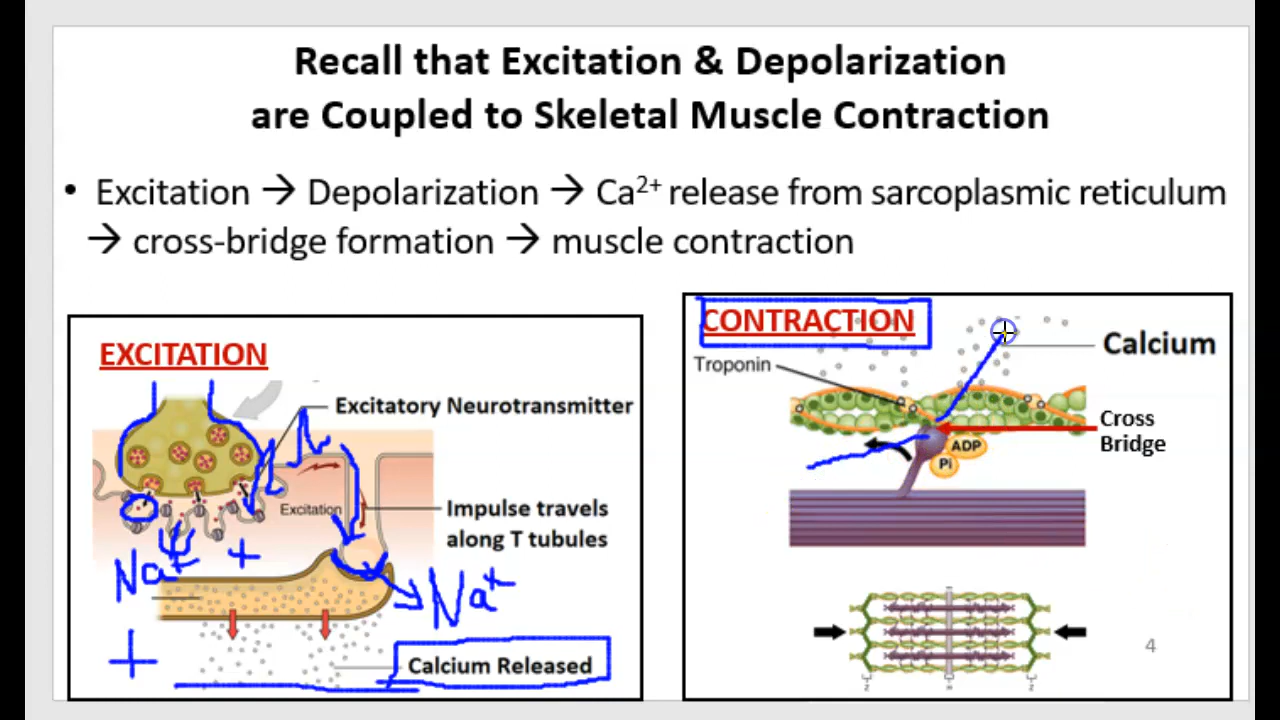 Recall that Excitation & Depolarization
are Coupled to Skeletal Muscle Contraction
• Excitation → Depolarization → Ca²⁺ release from sarcoplasmic reticulum
→ cross-bridge formation → muscle contraction
EXCITATION
Excitatory Neurotransmitter
Excitation
Impulse travels
along T tubules
Na+
+
Na+
+
Calcium Released
CONTRACTION
Troponin
Calcium
Cross
Bridge
ADP
Pi
4
z
H
z